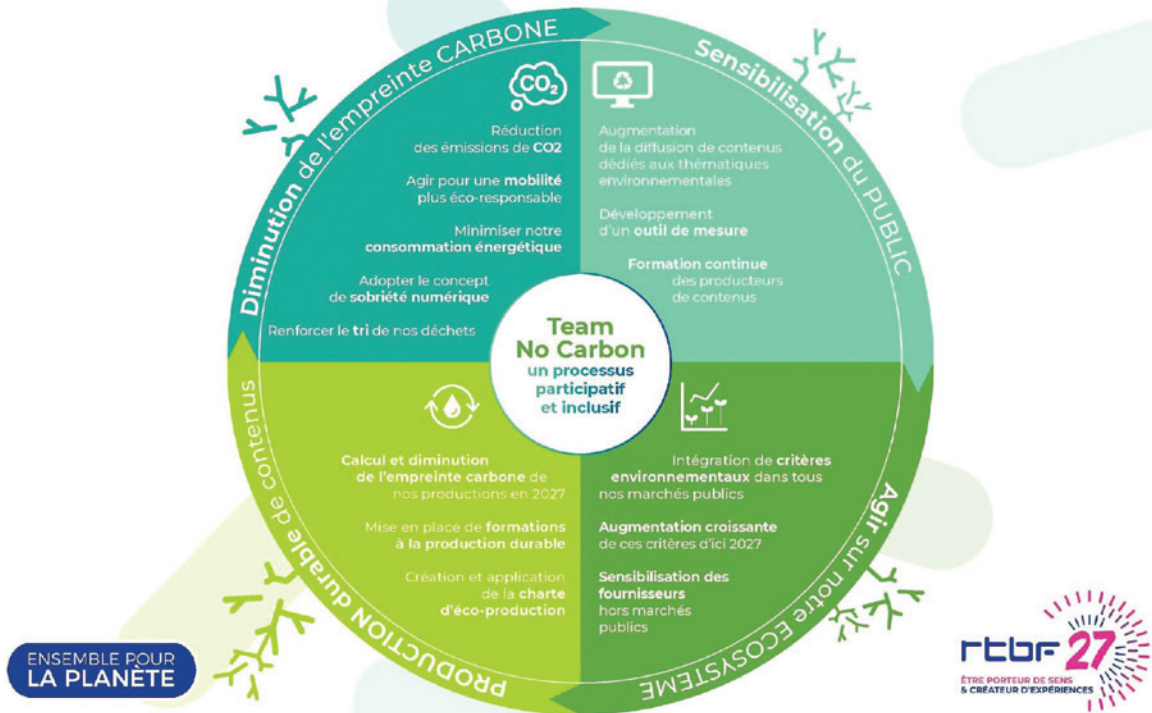 Diminution de l'empreinte CARBONE
CO₂
Réduction
des émissions de CO2
Agir pour une mobilité
plus éco-responsable
Minimiser notre
consommation énergétique
Adopter le concept
de sobriété numérique
Renforcer le tri de nos déchets
Sensibilisation du PUBLIC
Augmentation
de la diffusion de contenus
dédiés aux thématiques
environnementales
Développement
d'un outil de mesure
Formation continue
des producteurs
de contenus
Team
No Carbon
un processus
participatif
et inclusif
PRODUCTION durable de contenus
Calcul et diminution
de l'empreinte carbone de
nos productions en 2027
Mise en place de formations
à la production durable
Création et application
de la charte
d'éco-production
Agir sur notre ECOSYSTEME
Intégration de critères
environnementaux dans tous
nos marchés publics
Augmentation croissante
de ces critères d'ici 2027
Sensibilisation des
fournisseurs
hors marchés
publics
ENSEMBLE POUR
LA PLANÈTE
rtbf 27
ÊTRE PORTEUR DE SENS
& CRÉATEUR D'EXPÉRIENCES